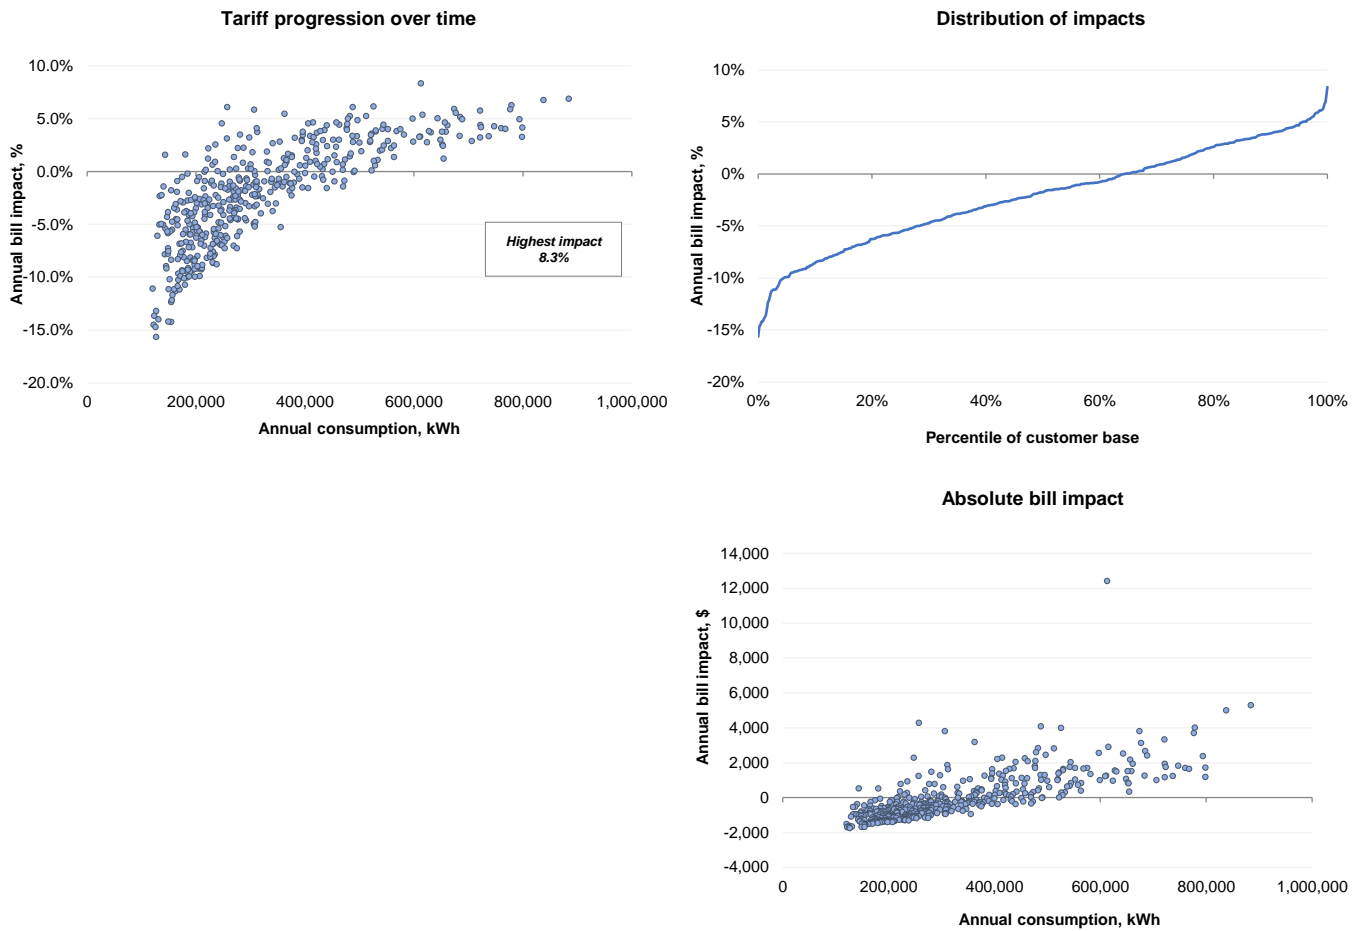 Tariff progression over time
10.0%
5.0%
0.0%
-5.0%
-10.0%
-15.0%
-20.0%
Annual bill impact, %
Highest impact
8.3%
0 200,000 400,000 600,000 800,000 1,000,000
Annual consumption, kWh
Distribution of impacts
10%
5%
0%
-5%
-10%
-15%
-20%
Annual bill impact, %
0% 20% 40% 60% 80% 100%
Percentile of customer base
Absolute bill impact
14,000
12,000
10,000
8,000
6,000
4,000
2,000
0
-2,000
-4,000
Annual bill impact, $
0 200,000 400,000 600,000 800,000 1,000,000
Annual consumption, kWh